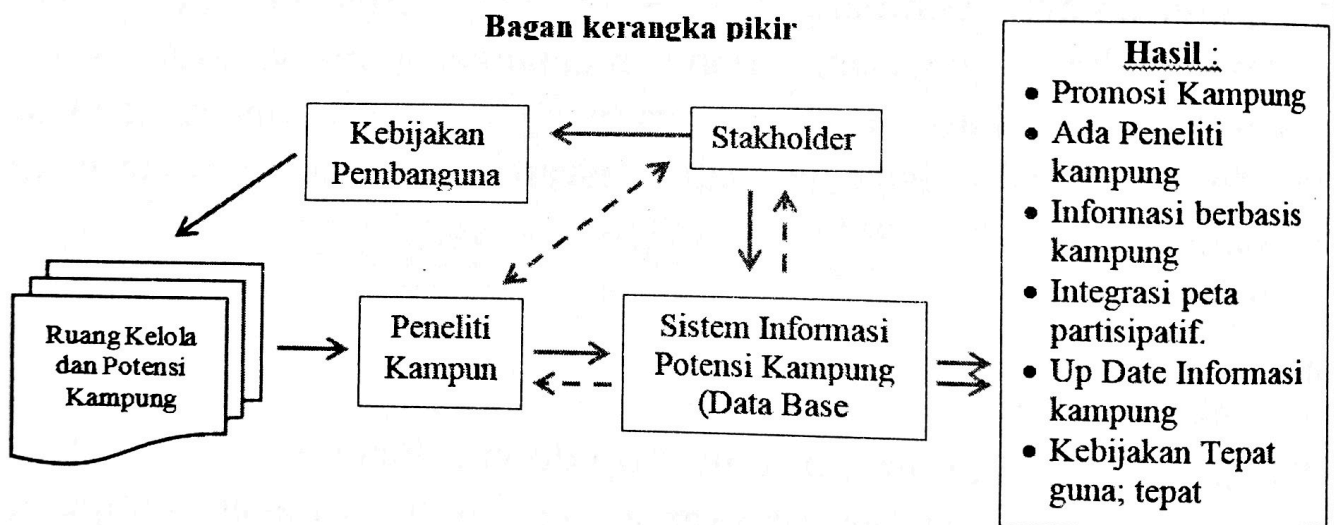 Bagan kerangka pikir
Kebijakan
Pembanguna
Stakholder
Ruang Kelola
dan Potensi
Kampung
Peneliti
Kampun
Sistem Informasi
Potensi Kampung
(Data Base
Hasil :
• Promosi Kampung
• Ada Peneliti
kampung
• Informasi berbasis
kampung
• Integrasi peta
partisipatif.
• Up Date Informasi
kampung
• Kebijakan Tepat
guna; tepat